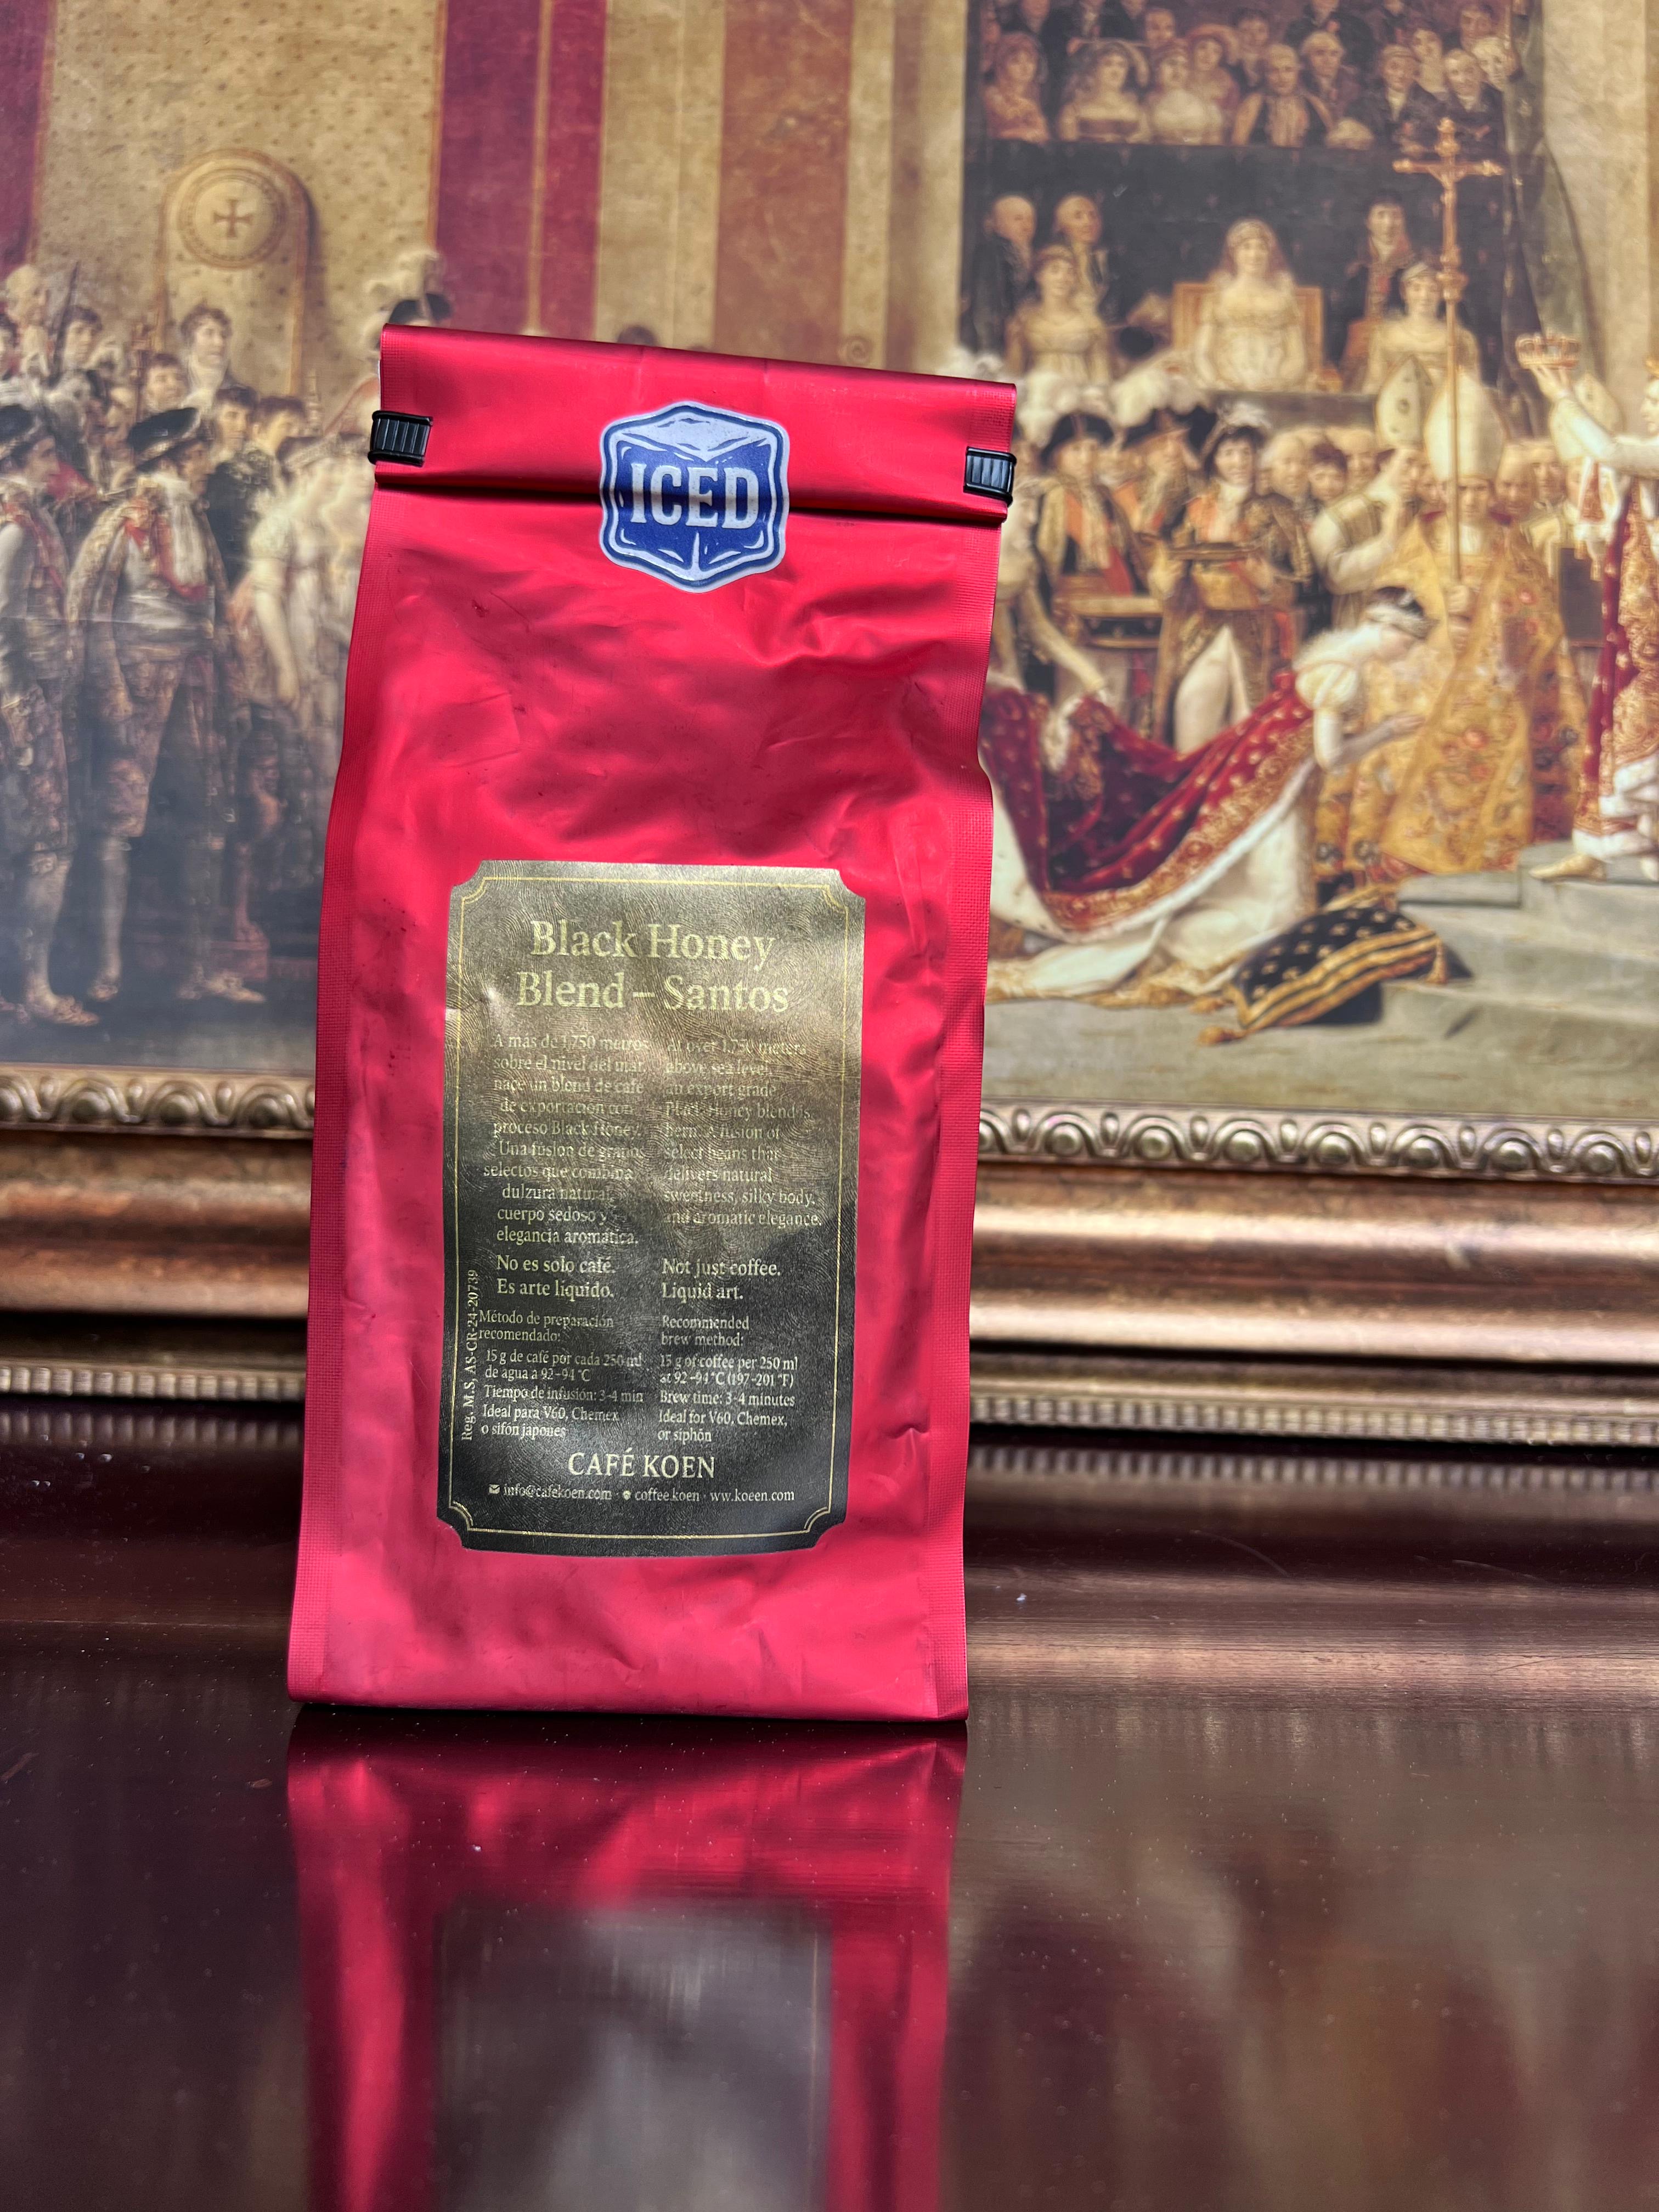 ICED
Black Honey
Blend – Santos
A más de 1,750 metros
sobre el nivel del mar,
nace un blend de café
de exportación con
proceso Black Honey.
Una fusión de granos
selectos que combina
dulzura natural,
cuerpo sedoso y
elegancia aromática.
No es solo café.
Es arte líquido.
Método de preparación
recomendado:
15 g de café por cada 250 ml
de agua a 92–94 °C
Tiempo de infusión: 3-4 min
Ideal para V60, Chemex
o sifón japones
At over 1,750 meters
above sea level,
an export grade
Black Honey blend is
born. A fusion of
select beans that
delivers natural
sweetness, silky body,
and aromatic elegance.
Not just coffee.
Liquid art.
Recommended
brew method:
15 g of coffee per 250 ml
at 92–94 °C (197-201 °F)
Brew time: 3-4 minutes
Ideal for V60, Chemex,
or siphon
Reg. M.S, AS-CR-24-20739
CAFÉ KOEN
info@cafekoen.com · coffee.koen · ww.koeen.com